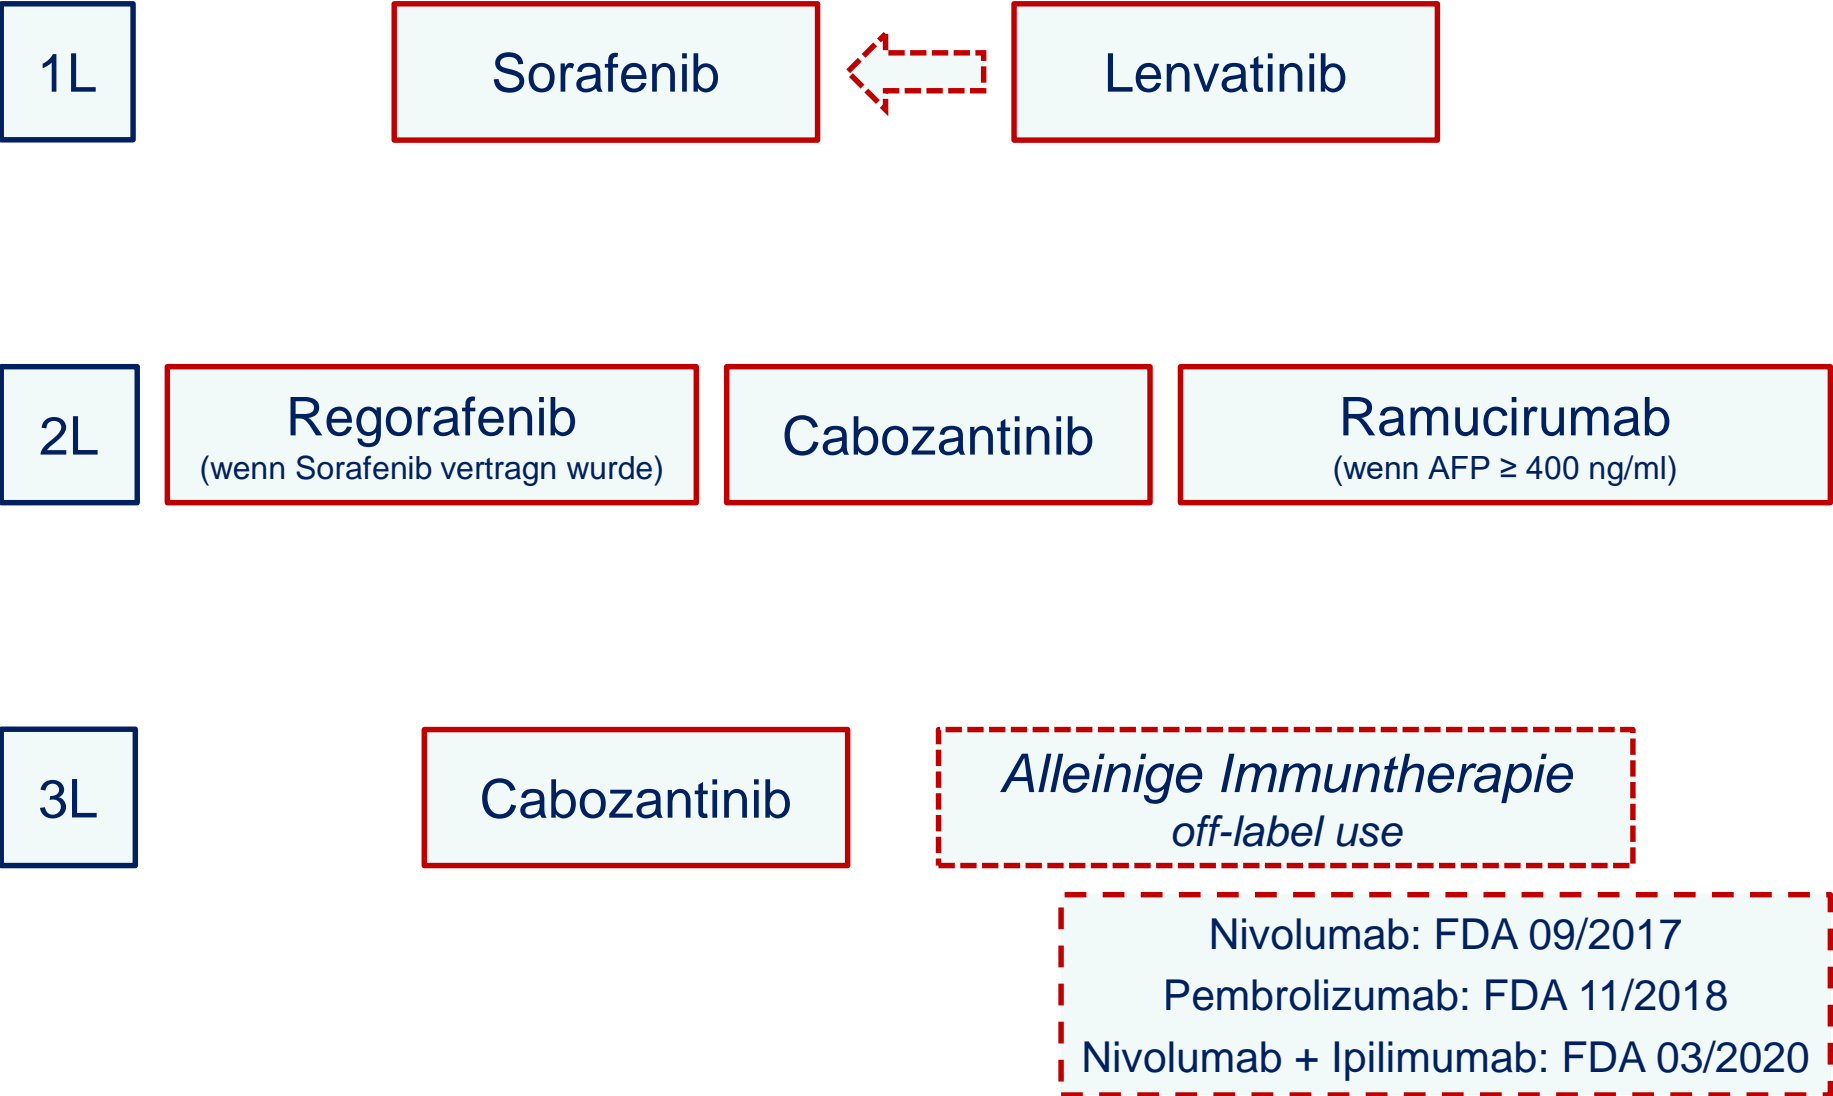 1L
Sorafenib
Lenvatinib
2L
Regorafenib
(wenn Sorafenib vertragn wurde)
Cabozantinib
Ramucirumab
(wenn AFP ≥ 400 ng/ml)
3L
Cabozantinib
Alleinige Immuntherapie
off-label use
Nivolumab: FDA 09/2017
Pembrolizumab: FDA 11/2018
Nivolumab + Ipilimumab: FDA 03/2020